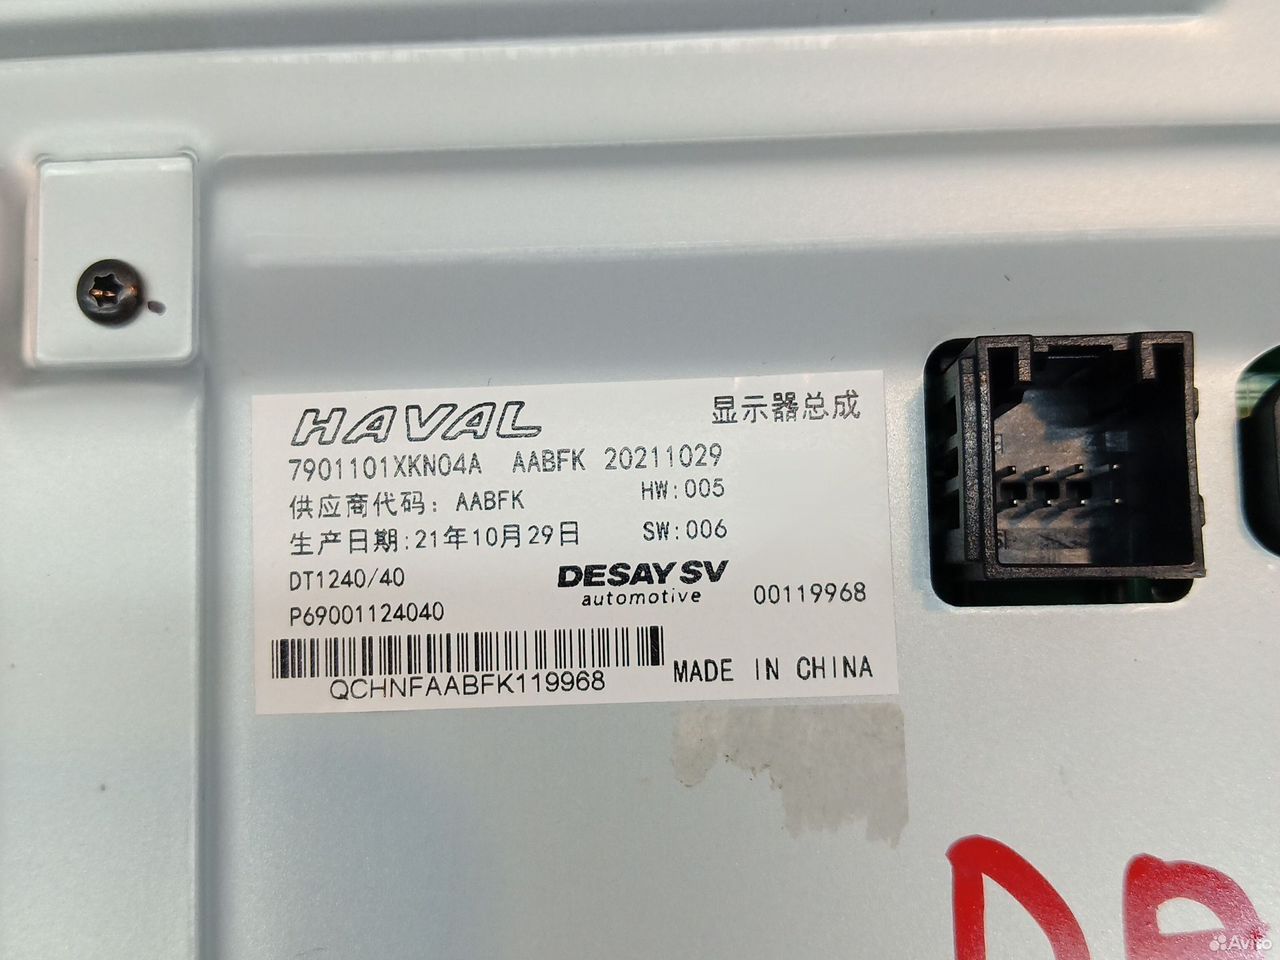 HAVAL 显示器总成
7901101XKN04A AABFK 20211029
供应商代码: AABFK HW:005
生产日期:21年10月29日 SW:006
DT1240/40 DESAY SV
automotive 00119968
P69001124040
QCHNFAABFK119968 MADE IN CHINA
Avito